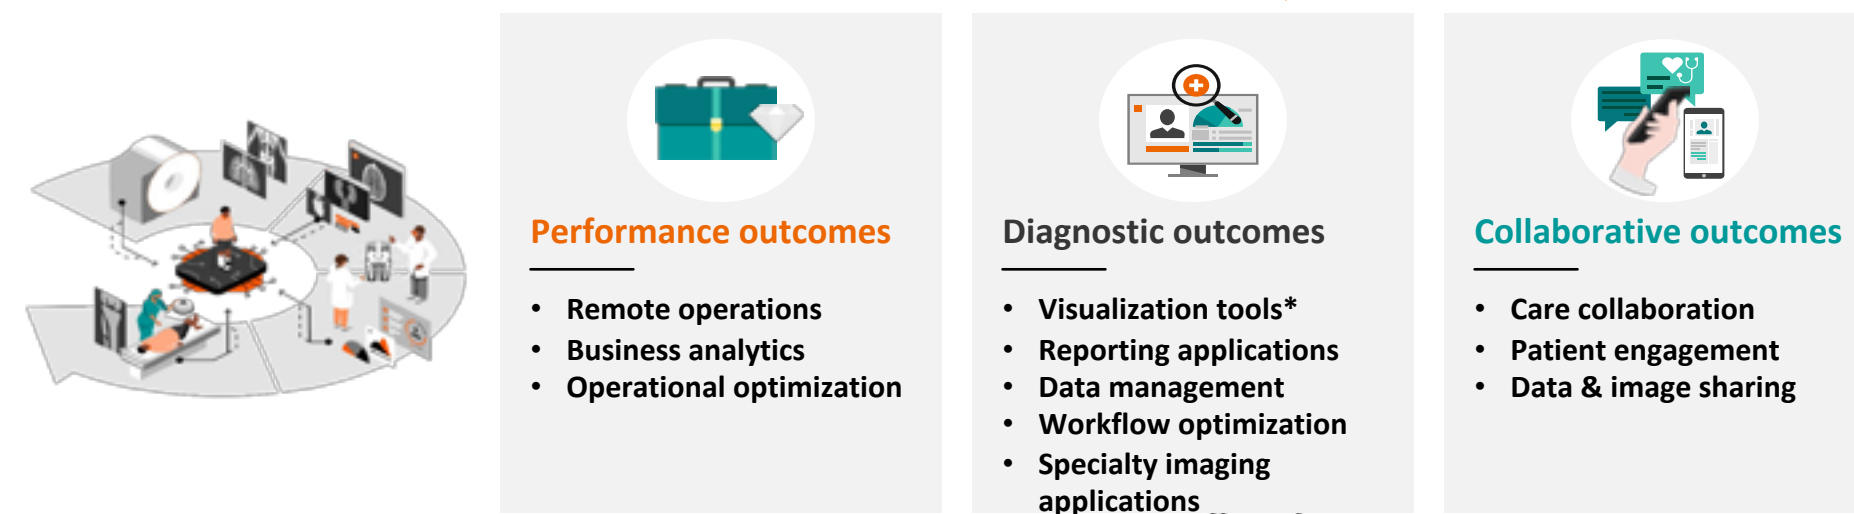 Performance outcomes
• Remote operations
• Business analytics
• Operational optimization
Diagnostic outcomes
• Visualization tools*
• Reporting applications
• Data management
• Workflow optimization
• Specialty imaging
applications
Collaborative outcomes
• Care collaboration
• Patient engagement
• Data & image sharing